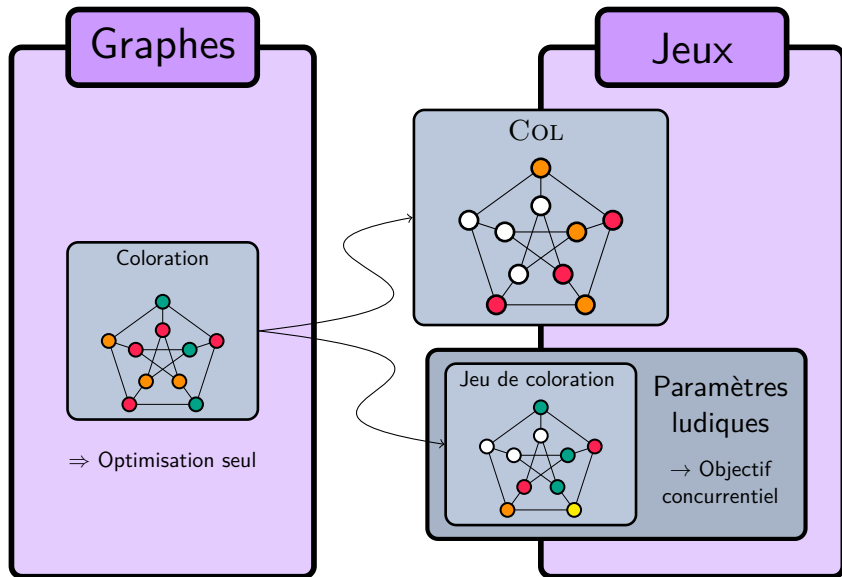 Graphes
Coloration
⇒ Optimisation seul
Jeux
COL
Jeu de coloration
Paramètres
ludiques
→ Objectif
concurrentiel